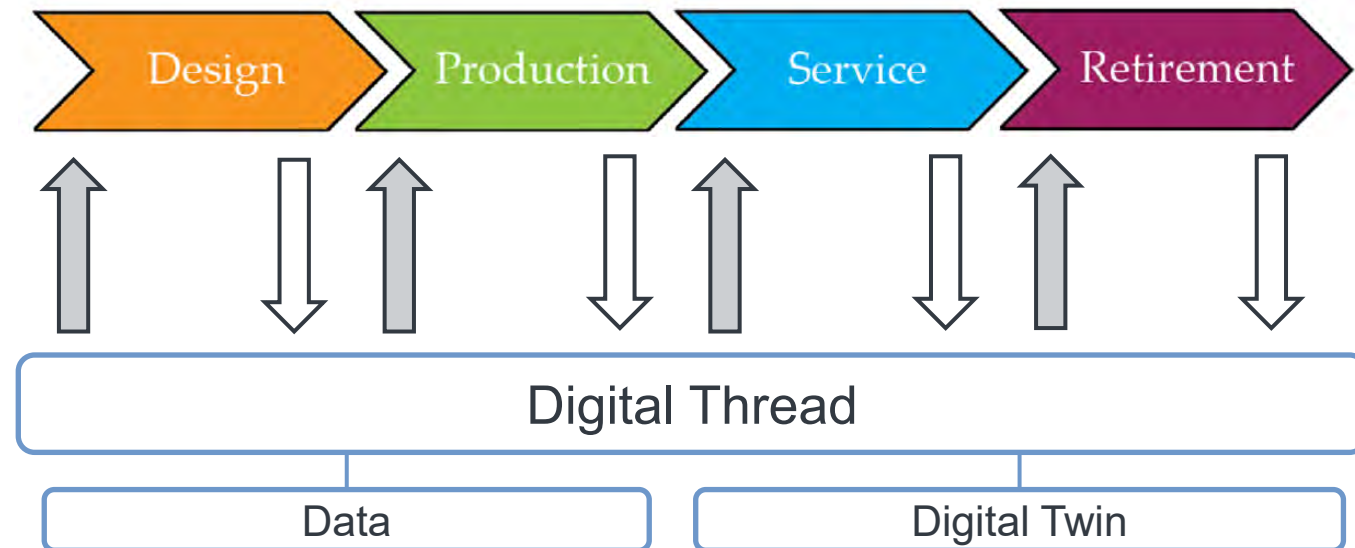 Design
Production
Service
Retirement
Digital Thread
Data
Digital Twin